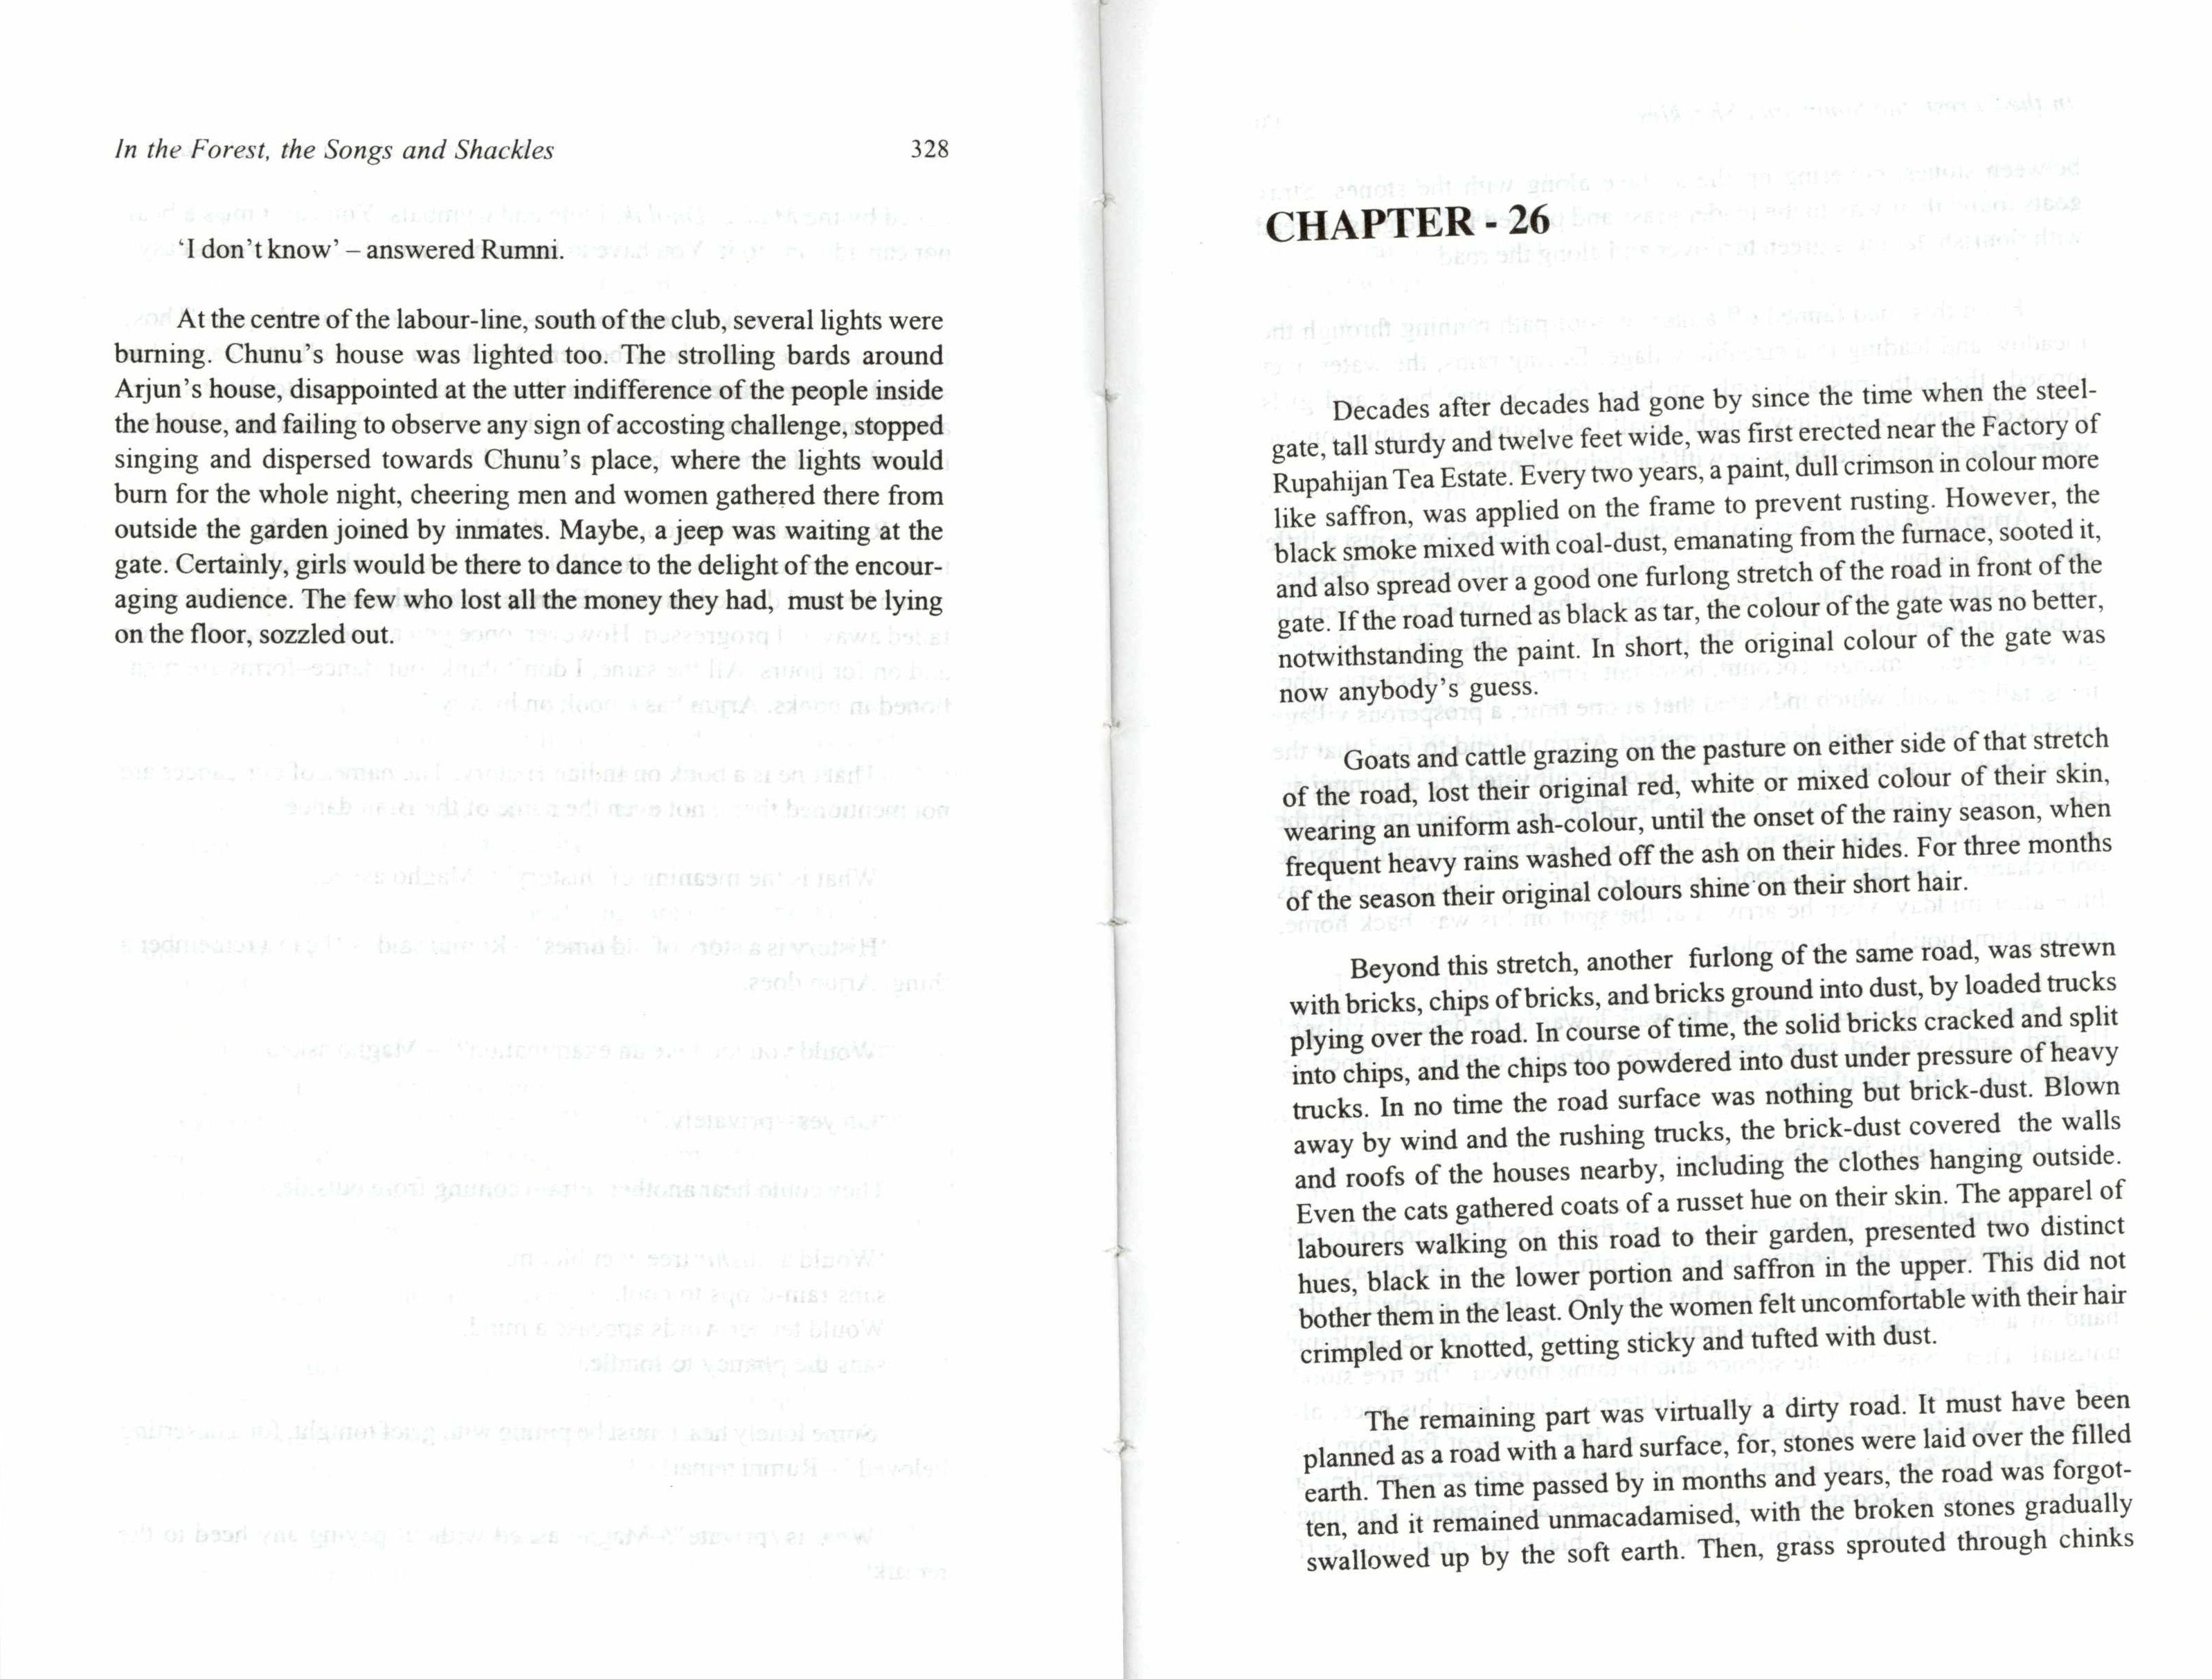 In the Forest, the Songs and Shackles 328
'I don't know' – answered Rumni.
At the centre of the labour-line, south of the club, several lights were
burning. Chunu's house was lighted too. The strolling bards around
Arjun's house, disappointed at the utter indifference of the people inside
the house, and failing to observe any sign of accosting challenge, stopped
singing and dispersed towards Chunu's place, where the lights would
burn for the whole night, cheering men and women gathered there from
outside the garden joined by inmates. Maybe, a jeep was waiting at the
gate. Certainly, girls would be there to dance to the delight of the encour-
aging audience. The few who lost all the money they had, must be lying
on the floor, sozzled out.
CHAPTER - 26
Decades after decades had gone by since the time when the steel-
gate, tall sturdy and twelve feet wide, was first erected near the Factory of
Rupahijan Tea Estate. Every two years, a paint, dull crimson in colour more
like saffron, was applied on the frame to prevent rusting. However, the
black smoke mixed with coal-dust, emanating from the furnace, sooted it,
and also spread over a good one furlong stretch of the road in front of the
gate. If the road turned as black as tar, the colour of the gate was no better,
notwithstanding the paint. In short, the original colour of the gate was
now anybody's guess.
Goats and cattle grazing on the pasture on either side of that stretch
of the road, lost their original red, white or mixed colour of their skin,
wearing an uniform ash-colour, until the onset of the rainy season, when
frequent heavy rains washed off the ash on their hides. For three months
of the season their original colours shine on their short hair.
Beyond this stretch, another furlong of the same road, was strewn
with bricks, chips of bricks, and bricks ground into dust, by loaded trucks
plying over the road. In course of time, the solid bricks cracked and split
into chips, and the chips too powdered into dust under pressure of heavy
trucks. In no time the road surface was nothing but brick-dust. Blown
away by wind and the rushing trucks, the brick-dust covered the walls
and roofs of the houses nearby, including the clothes hanging outside.
Even the cats gathered coats of a russet hue on their skin. The apparel of
labourers walking on this road to their garden, presented two distinct
hues, black in the lower portion and saffron in the upper. This did not
bother them in the least. Only the women felt uncomfortable with their hair
crimpled or knotted, getting sticky and tufted with dust.
The remaining part was virtually a dirty road. It must have been
planned as a road with a hard surface, for, stones were laid over the filled
earth. Then as time passed by in months and years, the road was forgot-
ten, and it remained unmacadamised, with the broken stones gradually
swallowed up by the soft earth. Then, grass sprouted through chinks